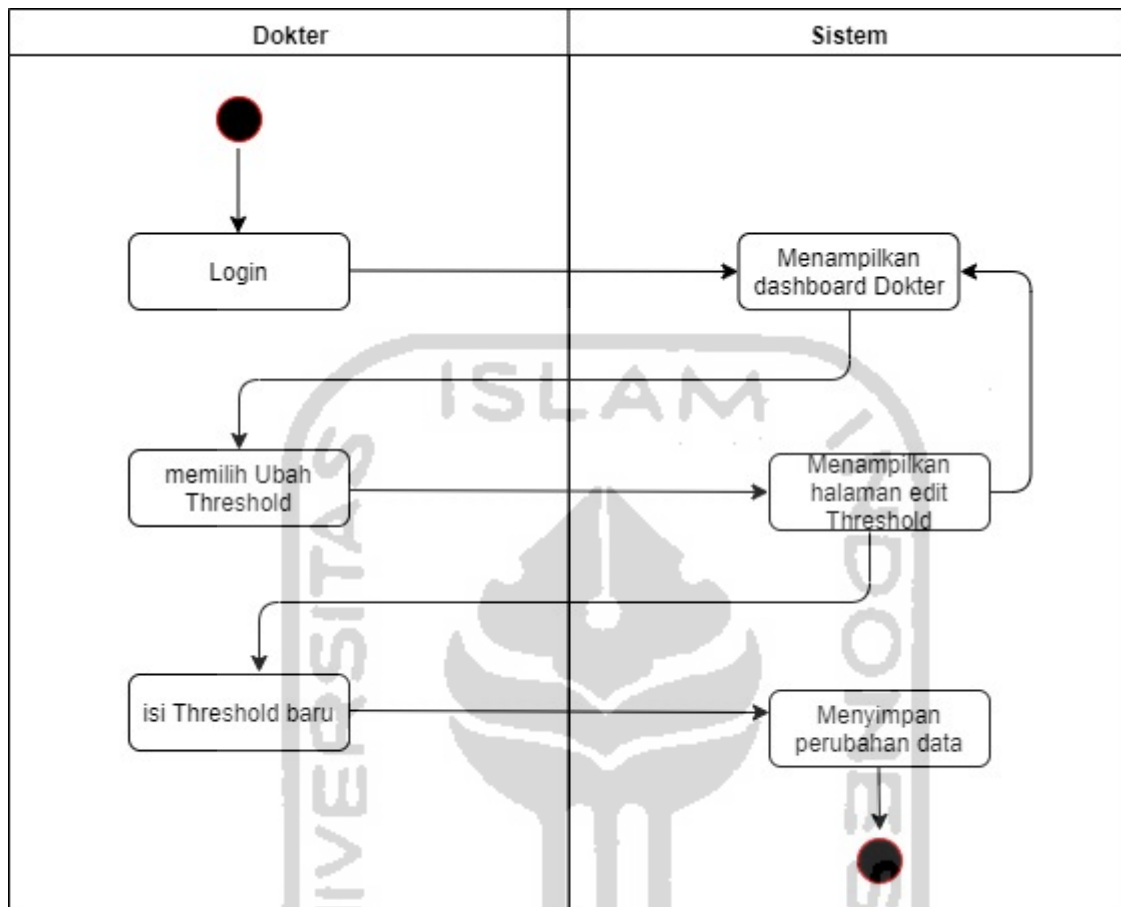 Dokter
Sistem
Login
Menampilkan
dashboard Dokter
ISLAM
memilih Ubah
Threshold
Menampilkan
halaman edit
Threshold
isi Threshold baru
Menyimpan
perubahan data